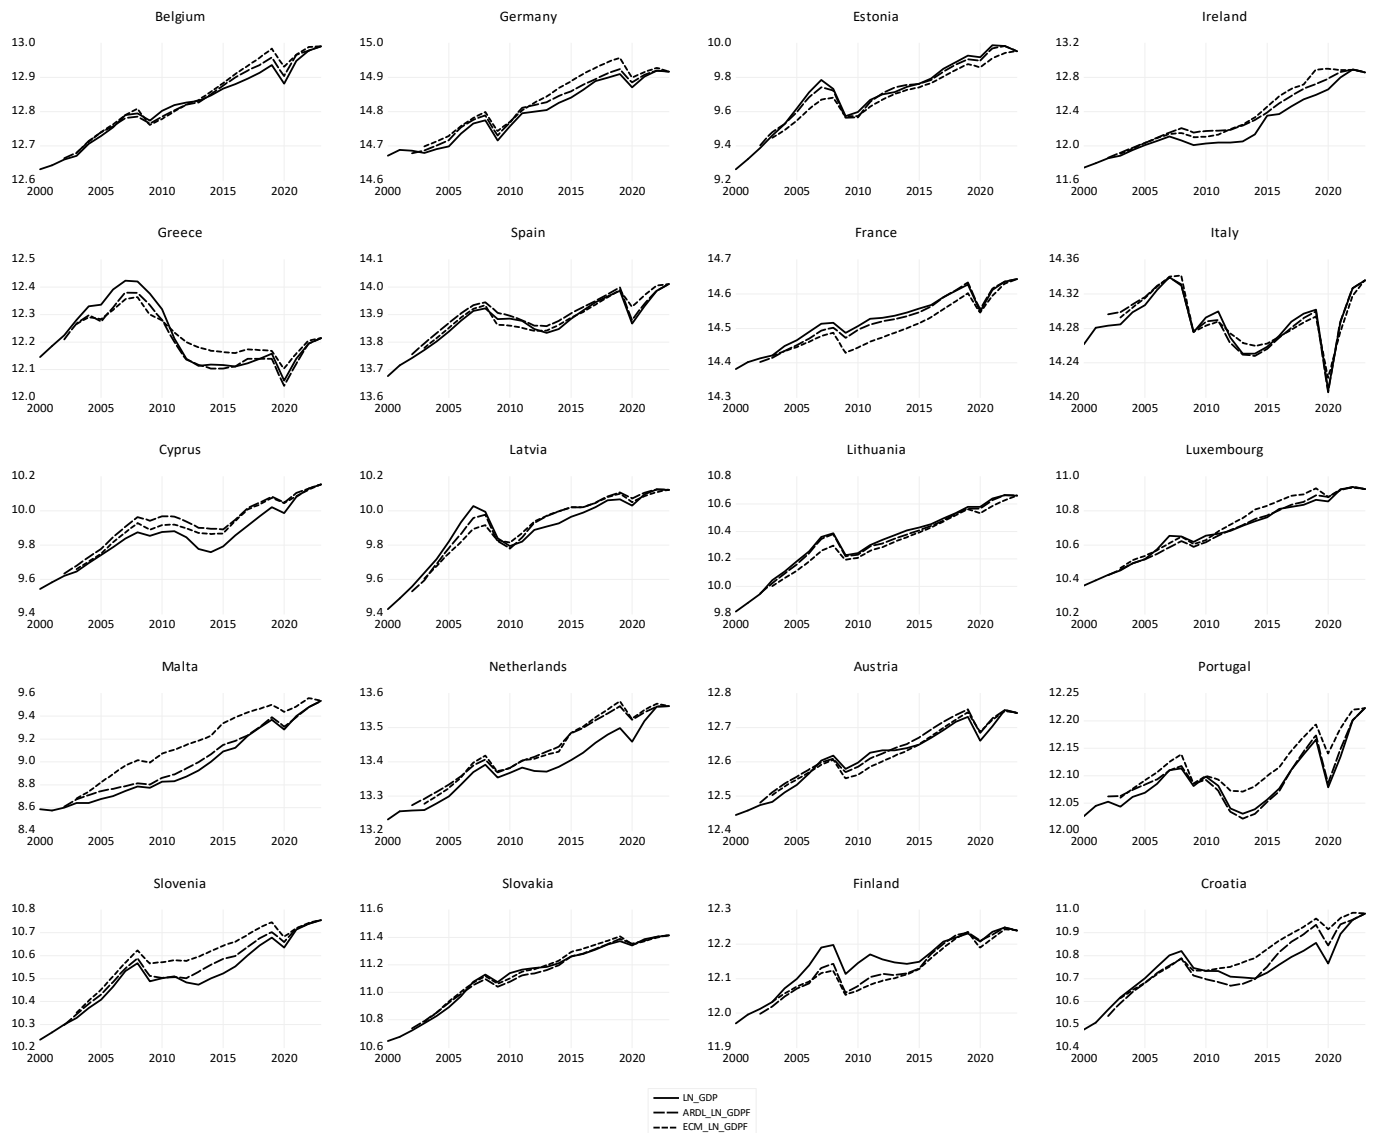 Belgium Germany Estonia Ireland
13.0 15.0 10.0 13.2
12.9 14.9 9.8 12.8
12.8 14.8 9.6 12.4
12.7 14.7 9.4 12.0
12.6 14.6 9.2 11.6
2000 2005 2010 2015 2020 2000 2005 2010 2015 2020 2000 2005 2010 2015 2020 2000 2005 2010 2015 2020
Greece Spain France Italy
12.5 14.1 14.7 14.36
12.4 14.0 14.6 14.32
12.3 13.9 14.5 14.28
12.2 13.8 14.4 14.24
12.1 13.7 14.3 14.20
12.0 13.6
2000 2005 2010 2015 2020 2000 2005 2010 2015 2020 2000 2005 2010 2015 2020 2000 2005 2010 2015 2020
Cyprus Latvia Lithuania Luxembourg
10.2 10.2 10.8 11.0
10.0 10.0 10.6 10.8
9.8 9.8 10.4 10.6
9.6 9.6 10.2 10.4
9.4 9.4 10.0 10.2
9.8
2000 2005 2010 2015 2020 2000 2005 2010 2015 2020 2000 2005 2010 2015 2020 2000 2005 2010 2015 2020
Malta Netherlands Austria Portugal
9.6 13.6 12.8 12.25
9.4 13.5 12.7 12.20
9.2 13.4 12.6 12.15
9.0 13.3 12.5 12.10
8.8 13.2 12.4 12.05
8.6 12.00
8.4
2000 2005 2010 2015 2020 2000 2005 2010 2015 2020 2000 2005 2010 2015 2020 2000 2005 2010 2015 2020
Slovenia Slovakia Finland Croatia
10.8 11.6 12.3 11.0
10.7 11.4 12.2 10.9
10.6 11.2 12.1 10.8
10.5 11.0 12.0 10.7
10.4 10.8 11.9 10.6
10.3 10.6 10.5
10.2 10.4
2000 2005 2010 2015 2020 2000 2005 2010 2015 2020 2000 2005 2010 2015 2020 2000 2005 2010 2015 2020
LN_GDP
ARDL_LN_GDPF
ECM_LN_GDPF